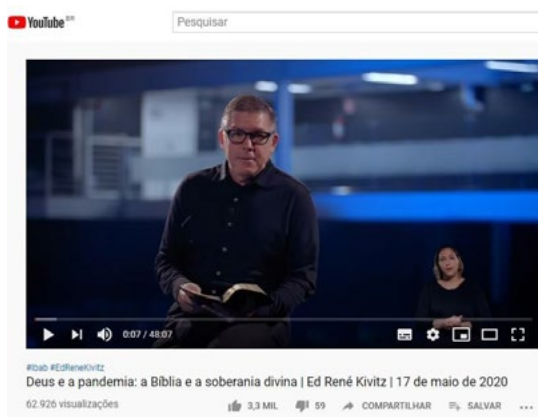 YouTube BR
Pesquisar
0:07 / 48:07
#Ibab #EdReneKivitz
Deus e a pandemia: a Bíblia e a soberania divina | Ed René Kivitz | 17 de maio de 2020
62.926 visualizações 3,3 MIL 59 COMPARTILHAR SALVAR